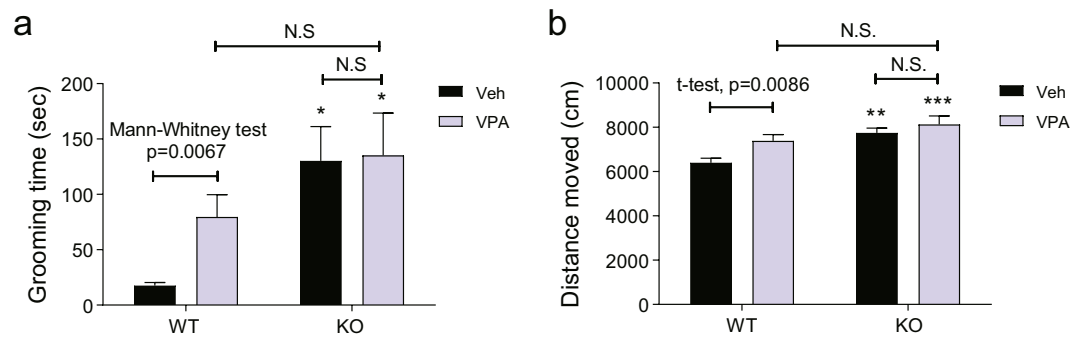 a
N.S
N.S
200
150
100
50
0
Grooming time (sec)
Mann-Whitney test
p=0.0067
*
*
Veh
VPA
WT
KO
b
N.S.
N.S.
10000
8000
6000
4000
2000
0
Distance moved (cm)
t-test, p=0.0086
**
***
Veh
VPA
WT
KO